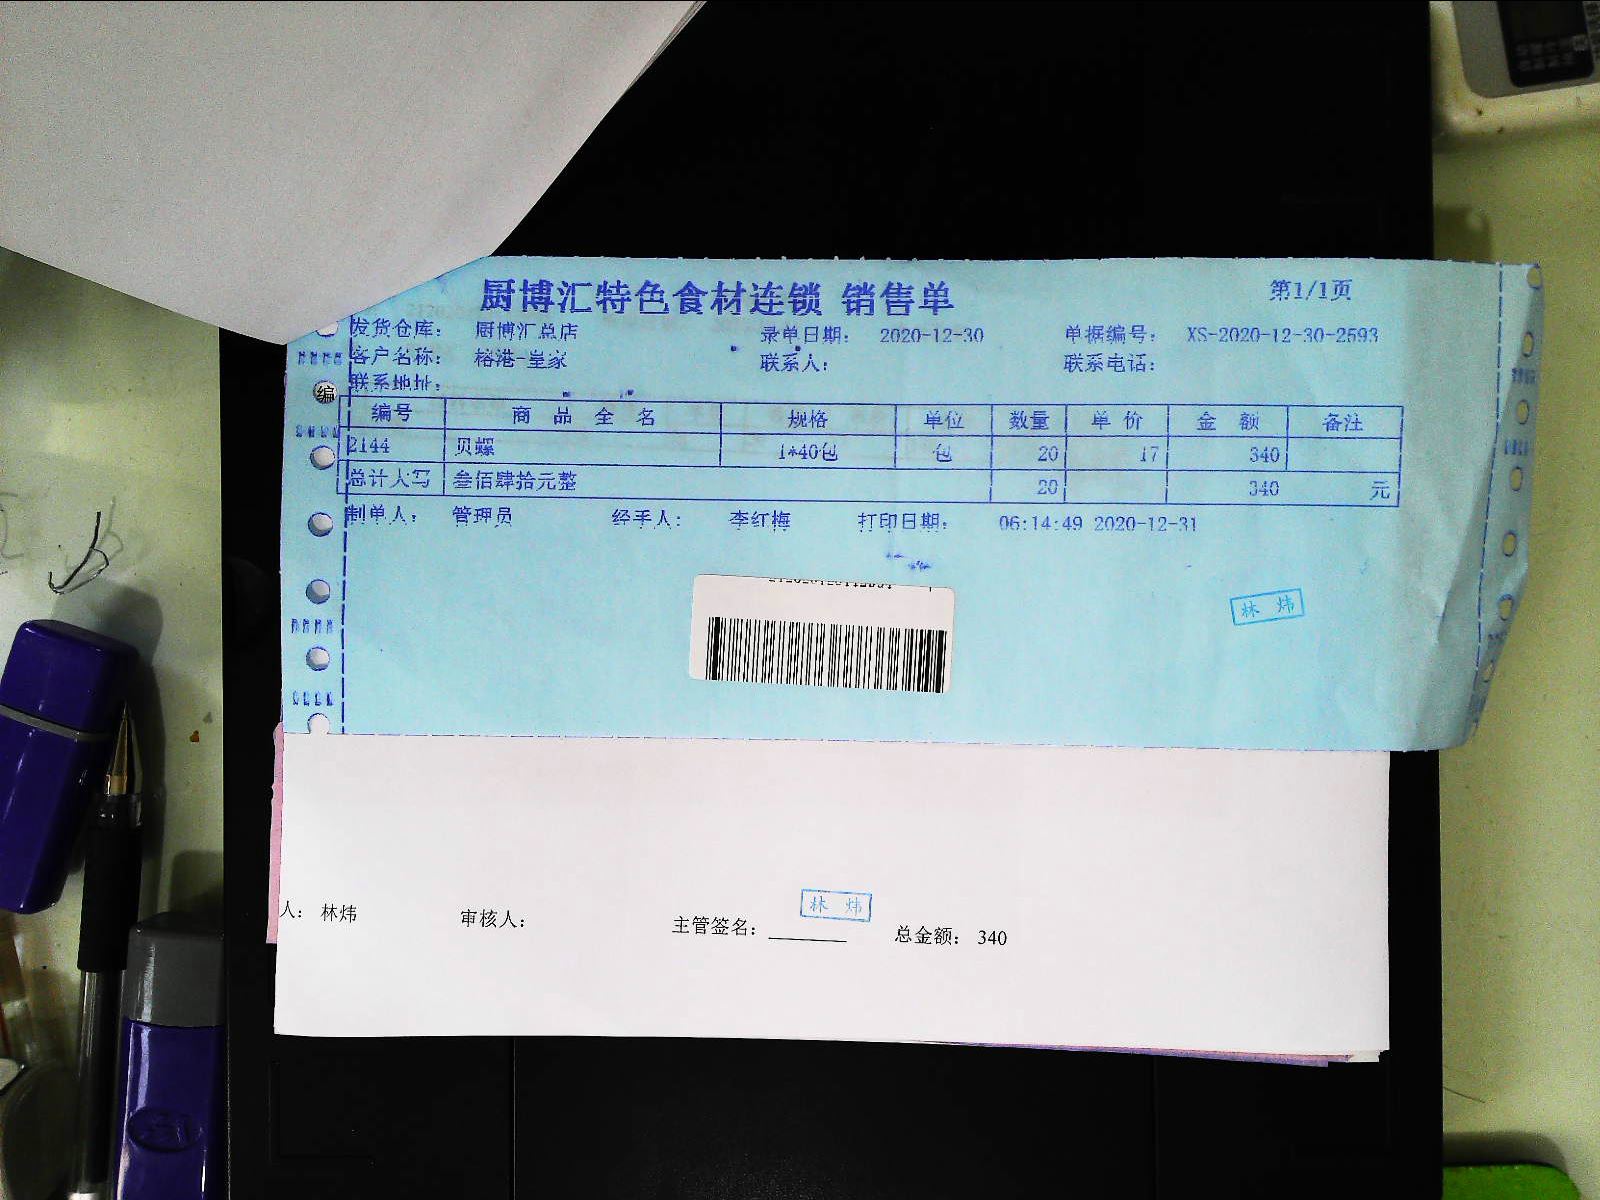 厨博汇特色食材连锁 销售单 第1/1页
发货仓库： 厨博汇总店 录单日期： 2020-12-30 单据编号： XS-2020-12-30-2593
客户名称： 榕港-皇家 联系人： 联系电话：
联系地址：
编
编号 商 品 全 名 规格 单位 数量 单 价 金 额 备注
2144 贝螺 1*40包 包 20 17 340
总计大写 叁佰肆拾元整 20 340 元
制单人： 管理员 经手人： 李红梅 打印日期： 06:14:49 2020-12-31
林 炜
林 炜
人： 林炜 审核人： 主管签名： 总金额： 340